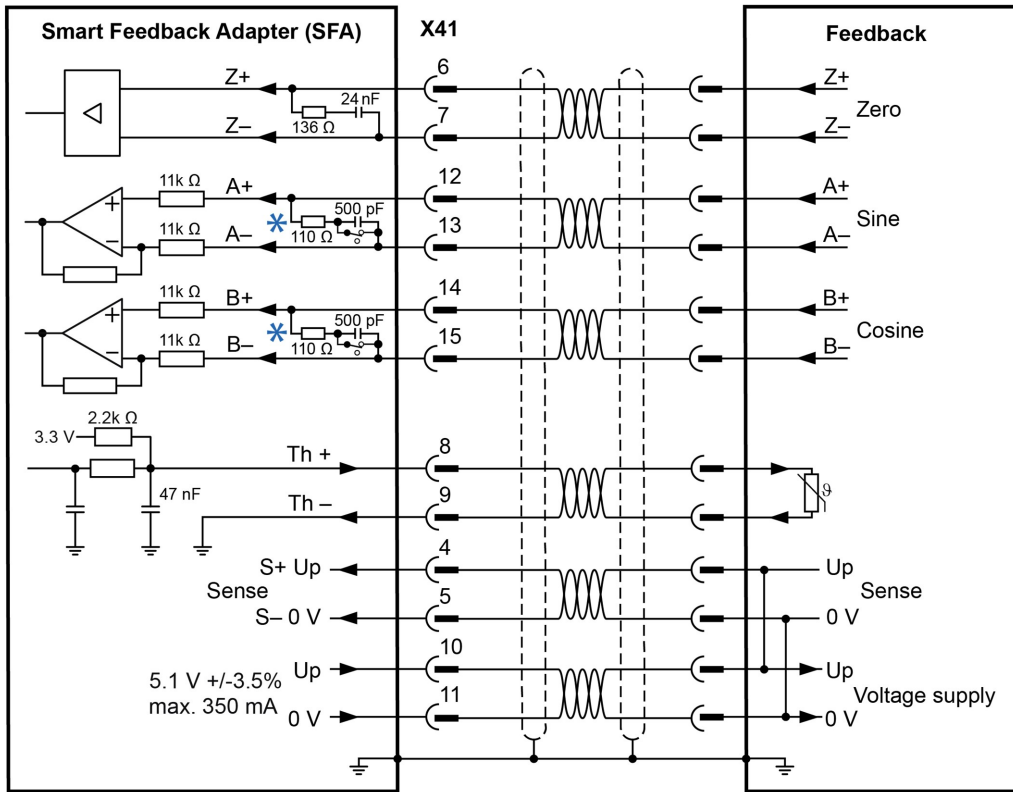 Smart Feedback Adapter (SFA)
X41
Feedback
Z+
24 nF
136 Ω
Z–
6
7
Z+
Zero
Z–
11k Ω
A+
+
500 pF
*
110 Ω
–
11k Ω
A–
12
13
A+
Sine
A–
11k Ω
B+
+
500 pF
*
110 Ω
–
11k Ω
B–
14
15
B+
Cosine
B–
2.2k Ω
3.3 V
47 nF
Th +
Th –
8
9
ϑ
S+ Up
Sense
S– 0 V
4
5
Up
Sense
0 V
5.1 V +/-3.5%
max. 350 mA
Up
0 V
10
11
Up
Voltage supply
0 V